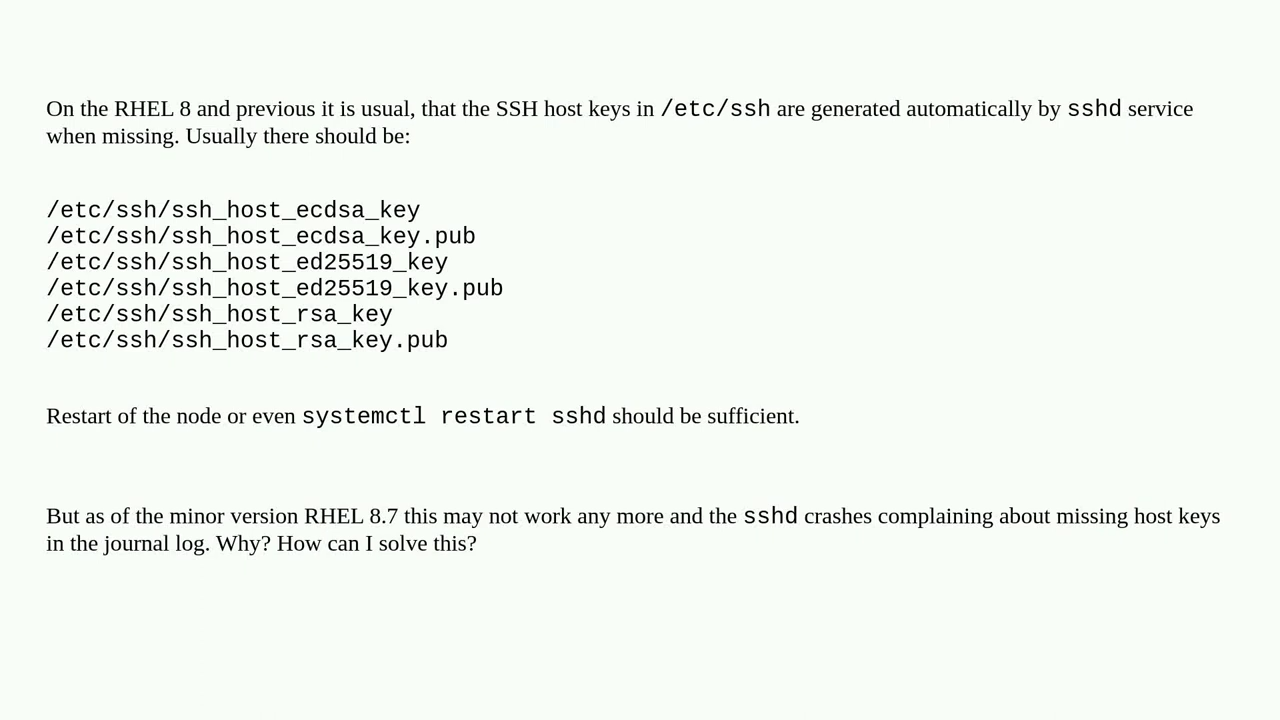 On the RHEL 8 and previous it is usual, that the SSH host keys in /etc/ssh are generated automatically by sshd service
when missing. Usually there should be:
/etc/ssh/ssh_host_ecdsa_key
/etc/ssh/ssh_host_ecdsa_key.pub
/etc/ssh/ssh_host_ed25519_key
/etc/ssh/ssh_host_ed25519_key.pub
/etc/ssh/ssh_host_rsa_key
/etc/ssh/ssh_host_rsa_key.pub
Restart of the node or even systemctl restart sshd should be sufficient.
But as of the minor version RHEL 8.7 this may not work any more and the sshd crashes complaining about missing host keys
in the journal log. Why? How can I solve this?